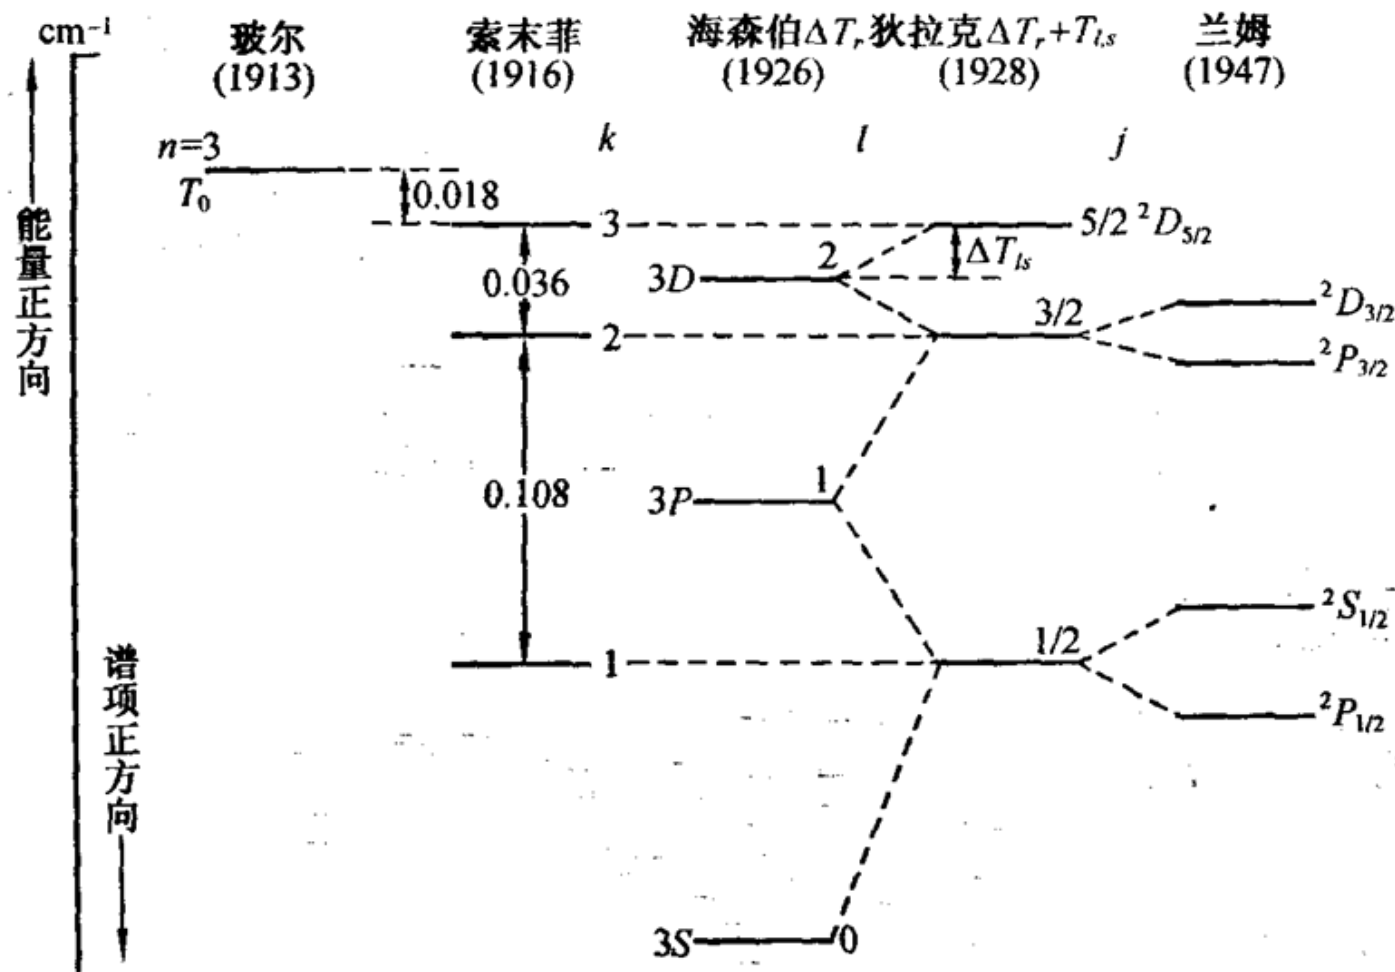 cm⁻¹
玻尔
(1913)
索末菲
(1916)
海森伯ΔTᵣ
(1926)
狄拉克ΔTᵣ+Tₗ,ₛ
(1928)
兰姆
(1947)
k
l
j
n=3
T₀
0.018
3
2
5/2 ²D₅/₂
ΔTₗₛ
3D
0.036
3/2
²D₃/₂
2
²P₃/₂
能量正方向
1
3P
0.108
²S₁/₂
1/2
1
²P₁/₂
谱项正方向
3S
0